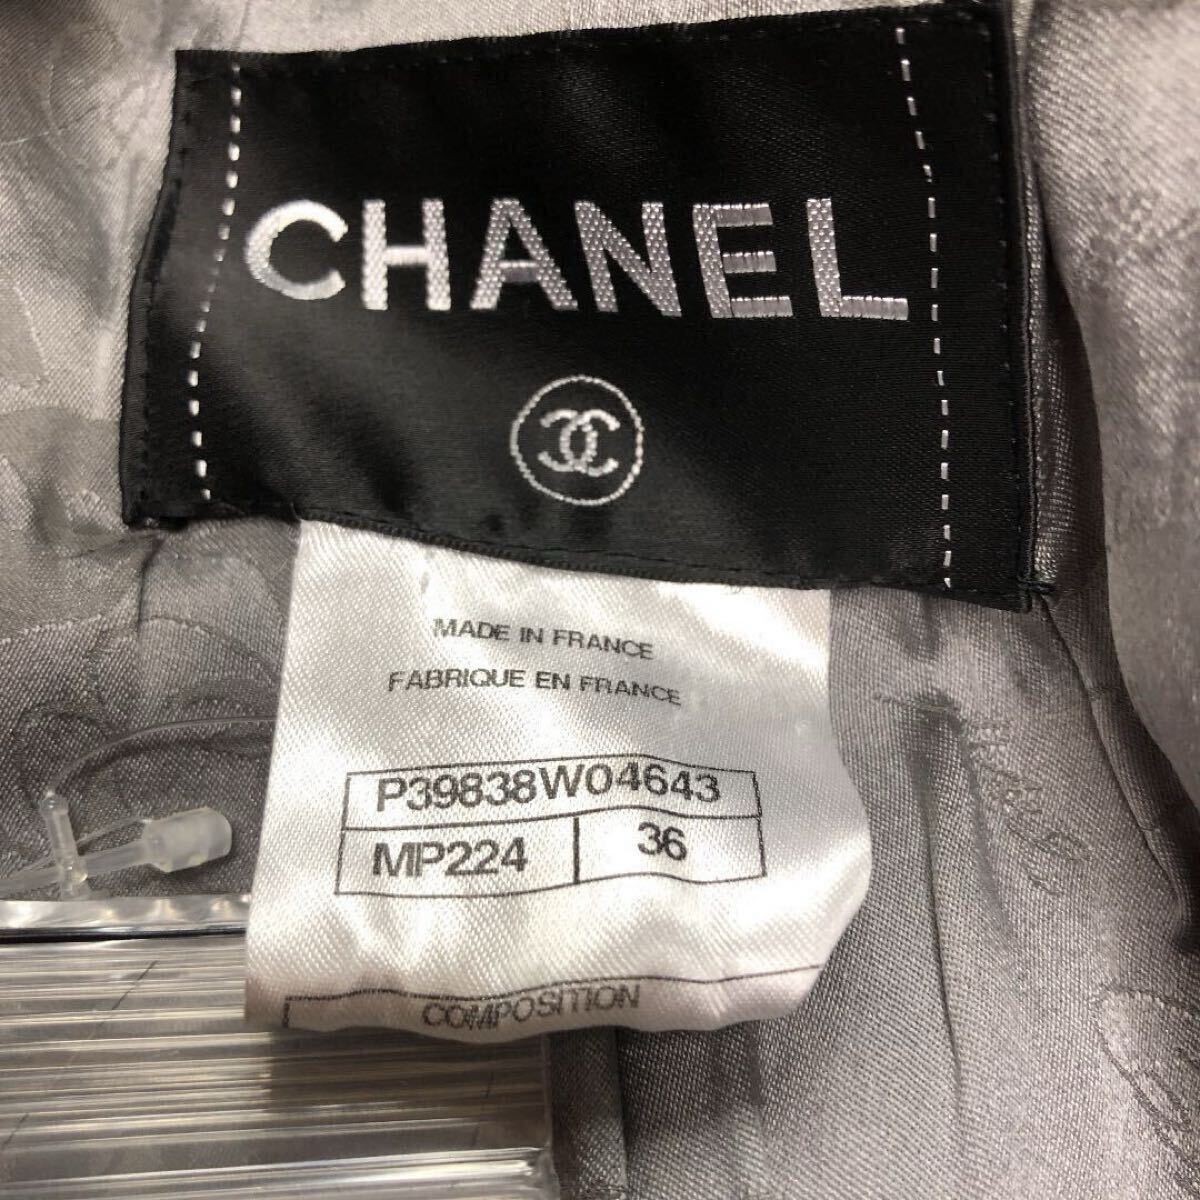 CHANEL
MADE IN FRANCE
FABRIQUE EN FRANCE
P39838W04643
MP224 36
COMPOSITION